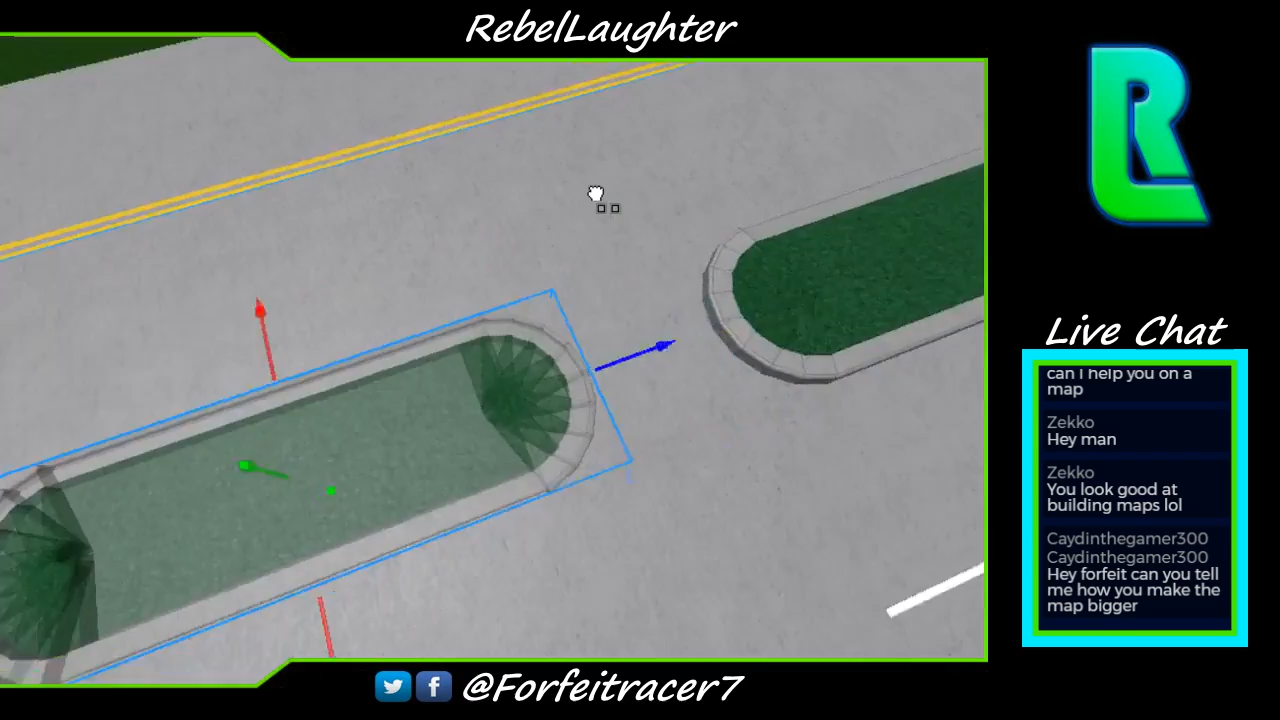 RebelLaughter
Live Chat
can I help you on a
map
Zekko
Hey man
Zekko
You look good at
building maps lol
Caydinthegamer300
Caydinthegamer300
Hey forfeit can you tell
me how you make the
map bigger
@Forfeitracer7